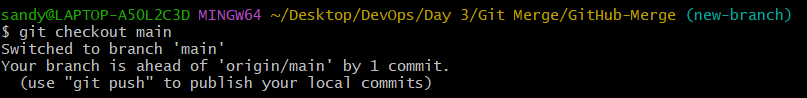 sandy@LAPTOP-A5OL2C3D MINGW64 ~/Desktop/DevOps/Day 3/Git Merge/GitHub-Merge (new-branch)
$ git checkout main
Switched to branch 'main'
Your branch is ahead of 'origin/main' by 1 commit.
  (use "git push" to publish your local commits)